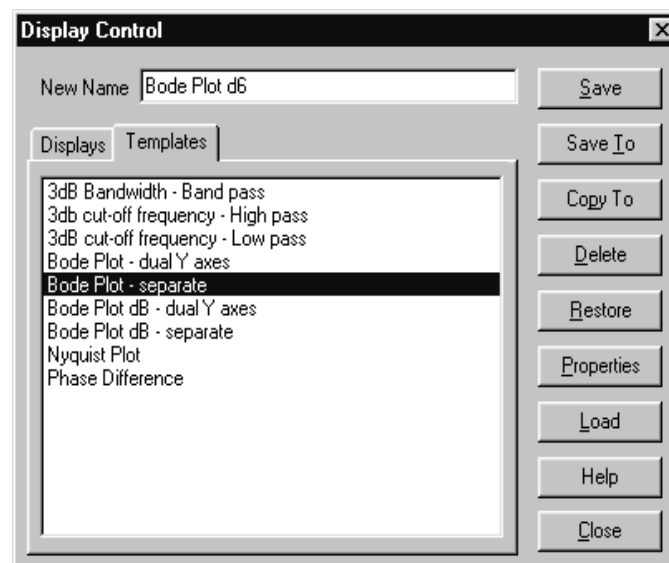 Display Control
New Name Bode Plot d6
Displays Templates
3dB Bandwidth - Band pass
3db cut-off frequency - High pass
3dB cut-off frequency - Low pass
Bode Plot - dual Y axes
Bode Plot - separate
Bode Plot dB - dual Y axes
Bode Plot dB - separate
Nyquist Plot
Phase Difference
Save
Save To
Copy To
Delete
Restore
Properties
Load
Help
Close